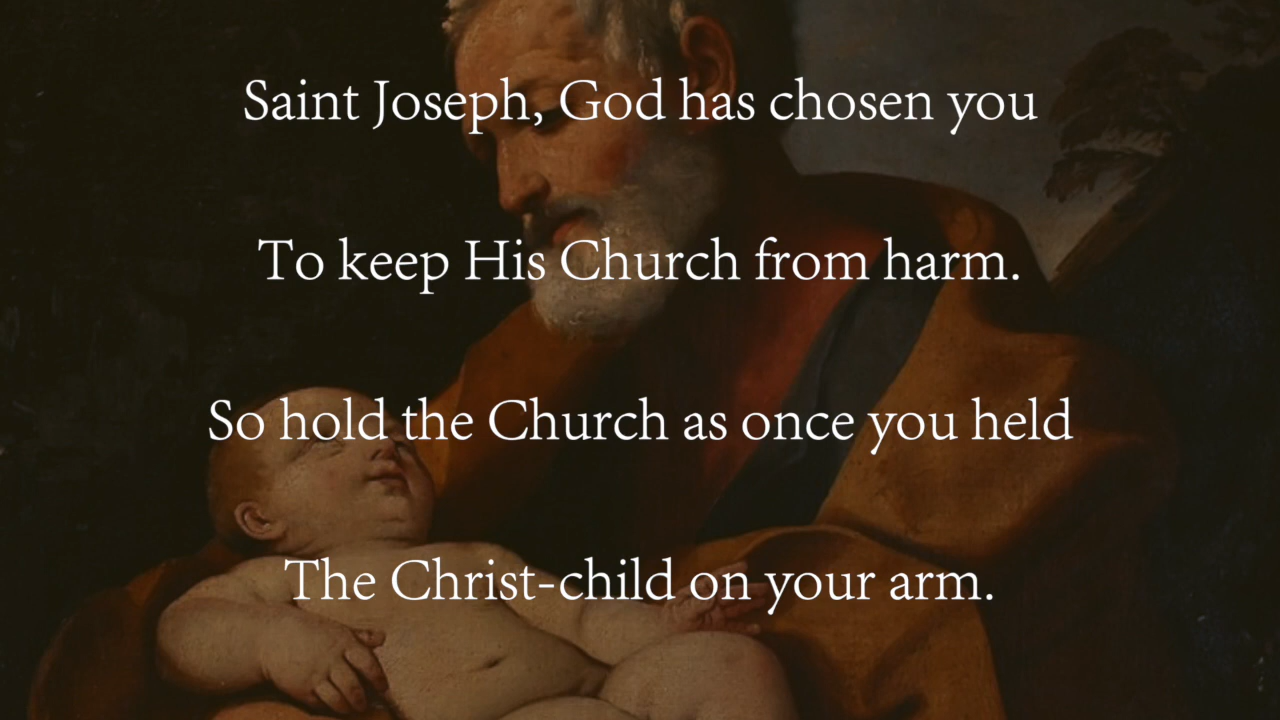 Saint Joseph, God has chosen you
To keep His Church from harm.
So hold the Church as once you held
The Christ-child on your arm.